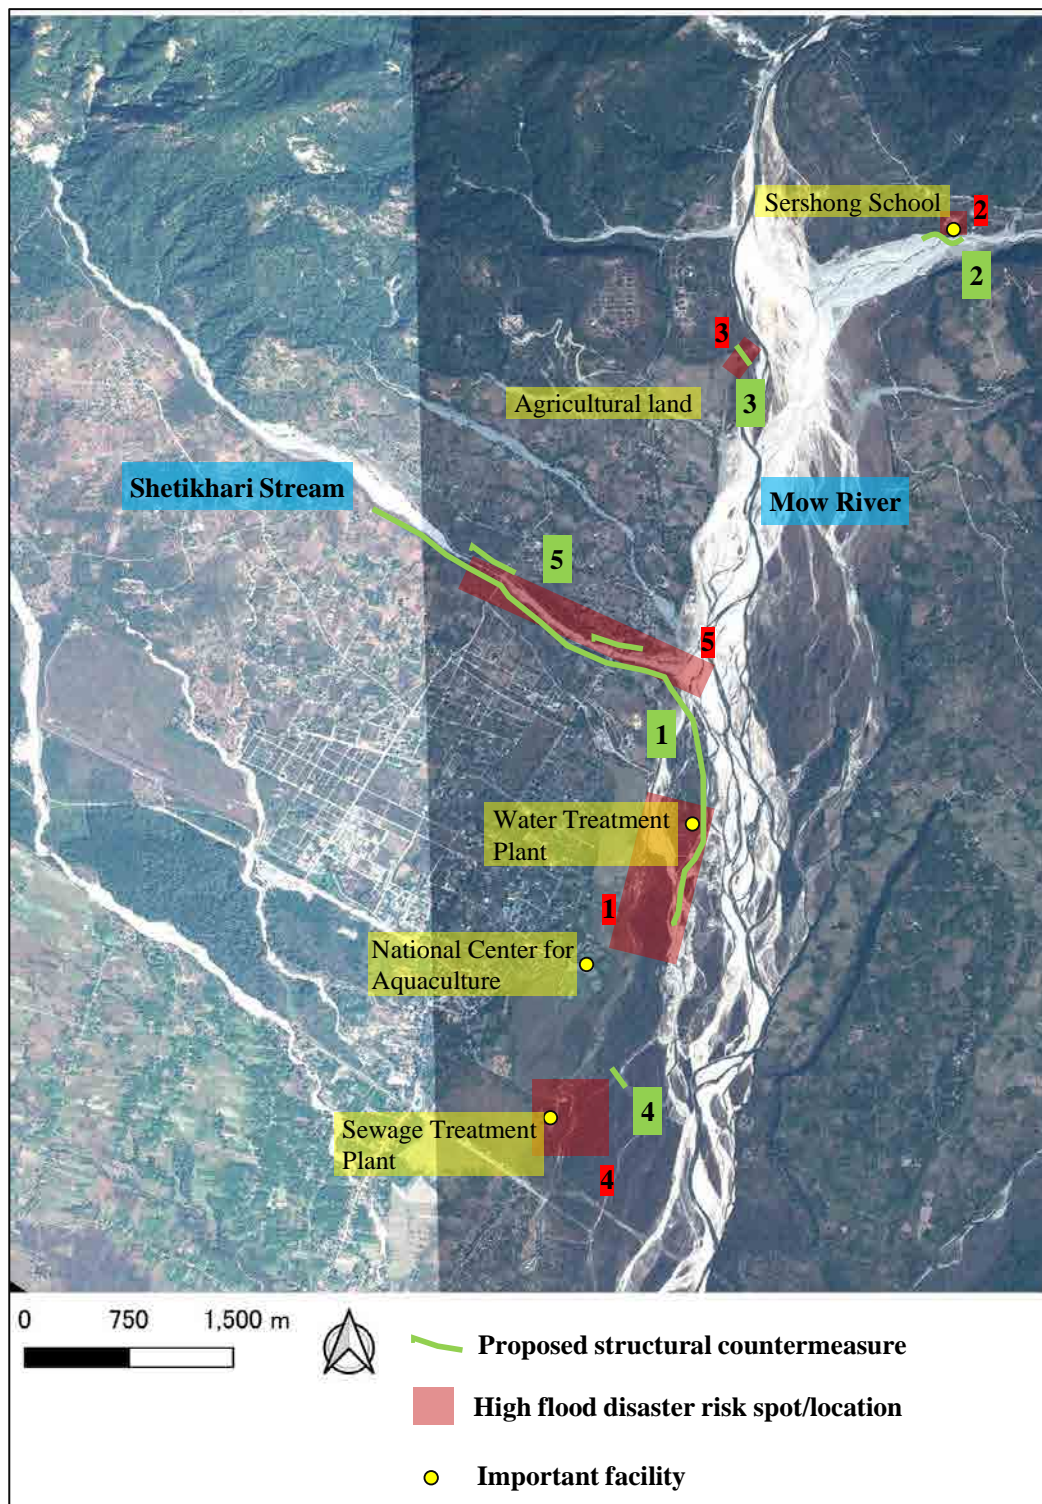 Sershong School
2
2
3
Agricultural land
3
Shetikhari Stream
Mow River
5
5
1
Water Treatment
Plant
1
National Center for
Aquaculture
4
Sewage Treatment
Plant
4
0 750 1,500 m
Proposed structural countermeasure
High flood disaster risk spot/location
Important facility